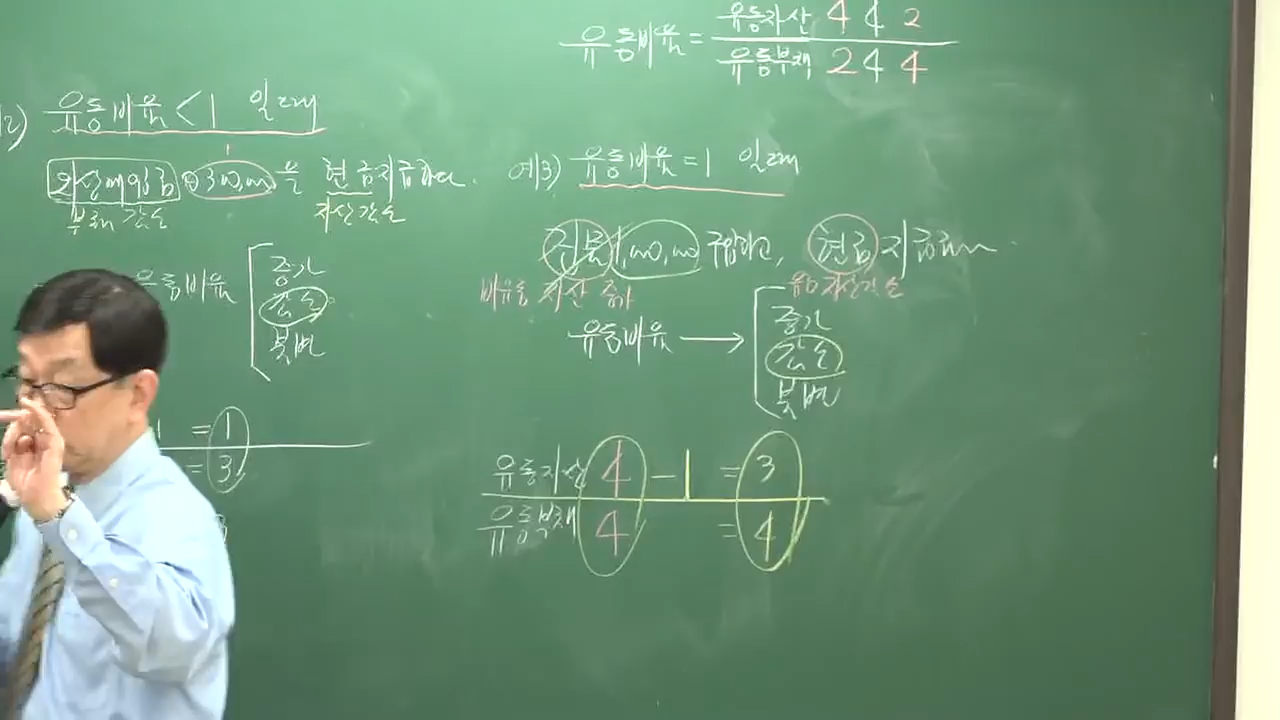 유동비율 = 유동자산 4 4 2
유동부채 2 4 4
2) 유동비율 < 1 일 때
외상매입금 ⊕300,000 을 현금지급하다.
부채 감소 자산감소
유동비율
증가
감소
불변
1 = 1
= 3
예3) 유동비율 = 1 일 때
건물 1,000,000 구입하고, 현금지급하다.
비유동 자산 증가 유동자산감소
유동비율 →
증가
감소
불변
유동자산 4 - 1 = 3
유동부채 4 = 4